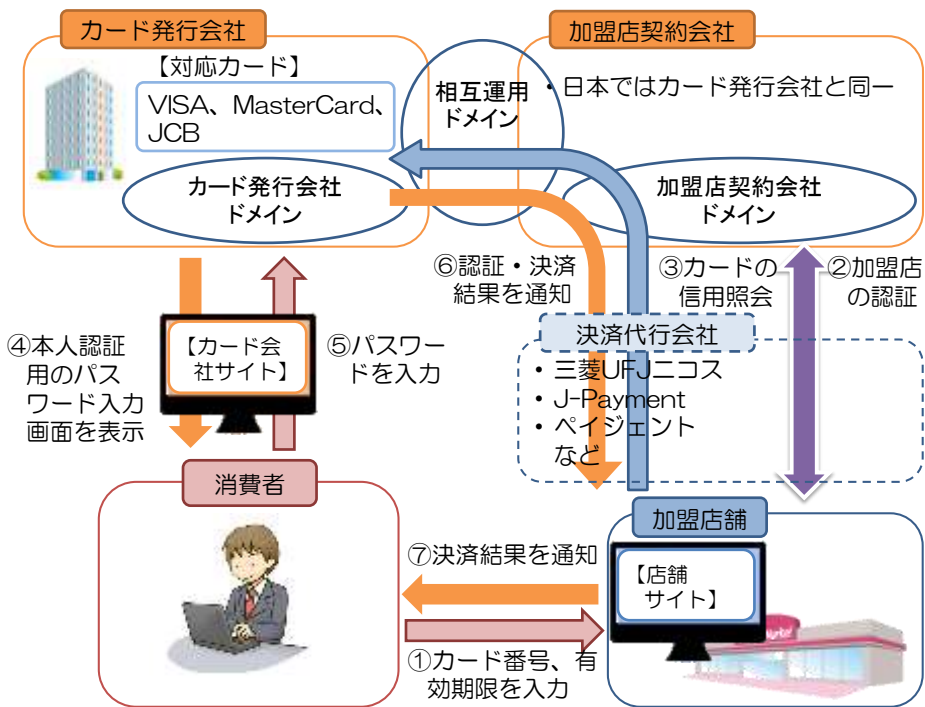 カード発行会社
【対応カード】
VISA、MasterCard、
JCB
カード発行会社
ドメイン
相互運用
ドメイン
加盟店契約会社
・日本ではカード発行会社と同一
加盟店契約会社
ドメイン
⑥認証・決済
結果を通知
③カードの
信用照会
②加盟店
の認証
④本人認証
用のパス
ワード入力
画面を表示
【カード会
社サイト】
⑤パスワー
ドを入力
決済代行会社
・三菱UFJニコス
・J-Payment
・ペイジェント
など
消費者
加盟店舗
【店舗
サイト】
⑦決済結果を通知
①カード番号、有
効期限を入力